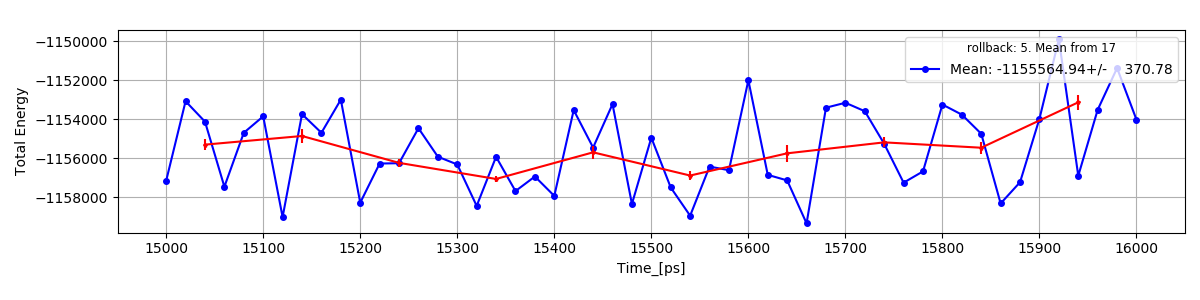 −1150000
−1152000
−1154000
−1156000
−1158000
Total Energy
rollback: 5. Mean from 17
Mean: -1155564.94+/- 370.78
15000 15100 15200 15300 15400 15500 15600 15700 15800 15900 16000
Time_[ps]